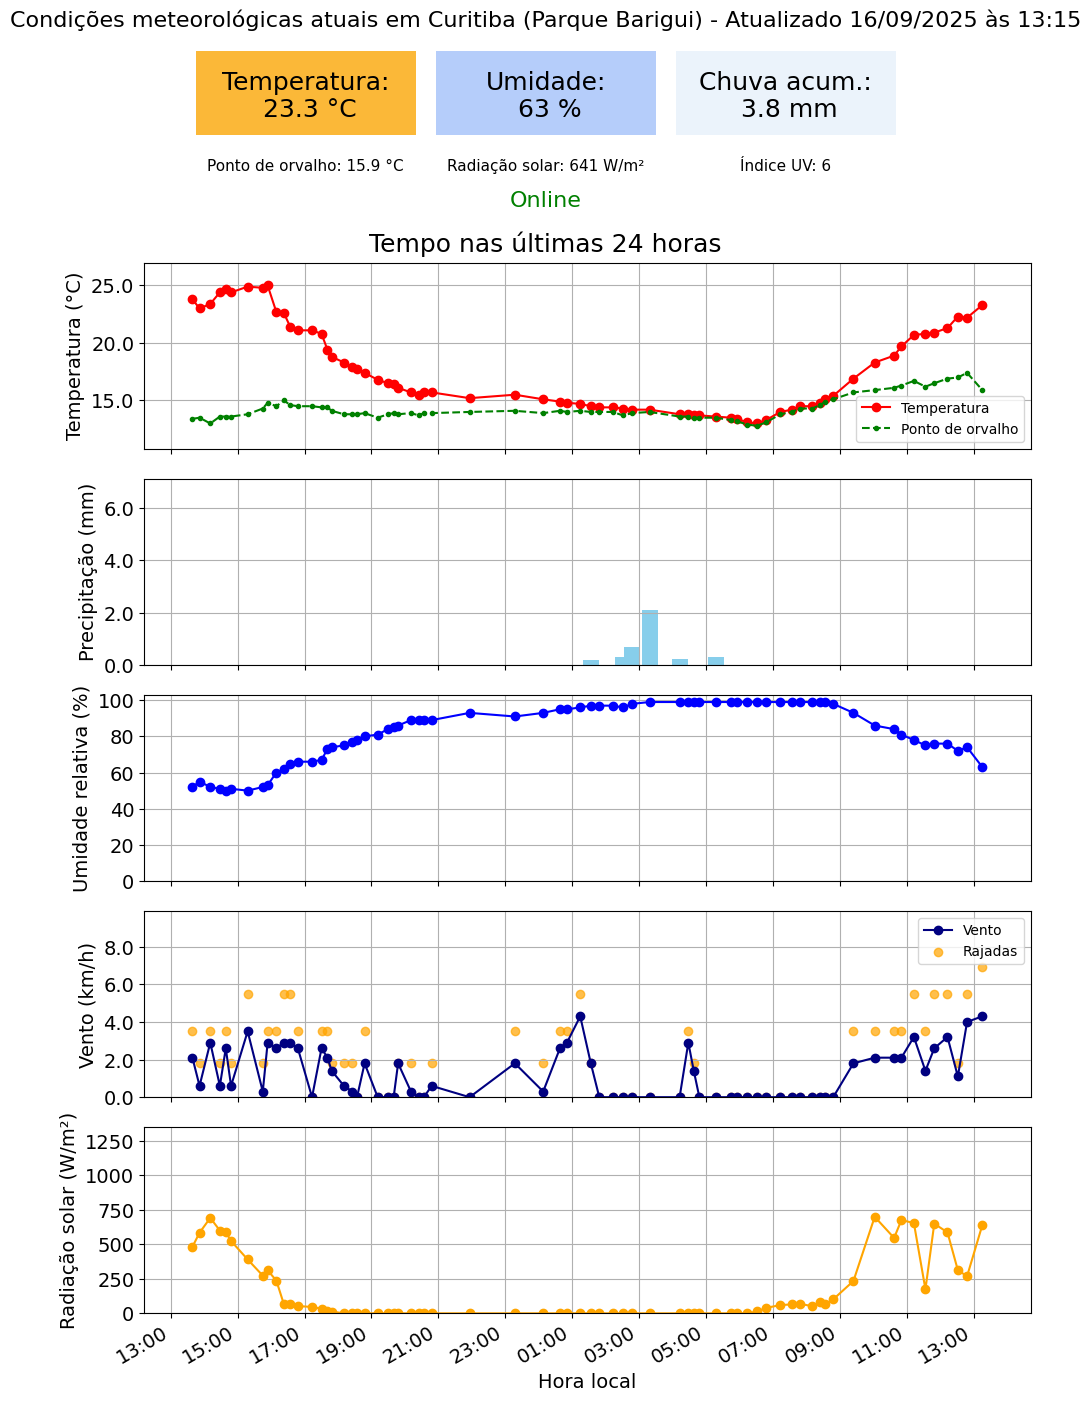 Condições meteorológicas atuais em Curitiba (Parque Barigui) - Atualizado 16/09/2025 às 13:15
Temperatura:
23.3 °C
Umidade:
63 %
Chuva acum.:
3.8 mm
Ponto de orvalho: 15.9 °C
Radiação solar: 641 W/m²
Índice UV: 6
Online
Tempo nas últimas 24 horas
Temperatura (°C)
25.0
20.0
15.0
Temperatura
Ponto de orvalho
Precipitação (mm)
6.0
4.0
2.0
0.0
Umidade relativa (%)
100
80
60
40
20
0
Vento (km/h)
8.0
6.0
4.0
2.0
0.0
Vento
Rajadas
Radiação solar (W/m²)
1250
1000
750
500
250
0
13:00
15:00
17:00
19:00
21:00
23:00
01:00
03:00
05:00
07:00
09:00
11:00
13:00
Hora local